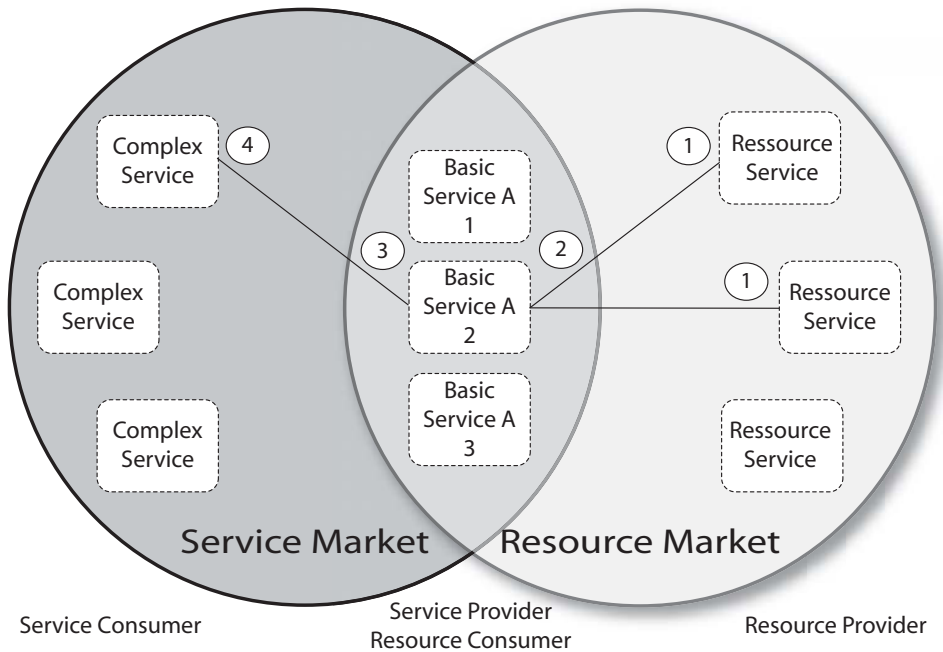 Complex
Service
4
Complex
Service
Complex
Service
3
Basic
Service A
1
Basic
Service A
2
Basic
Service A
3
2
1
Ressource
Service
1
Ressource
Service
Ressource
Service
Service Market
Resource Market
Service Consumer
Service Provider
Resource Consumer
Resource Provider